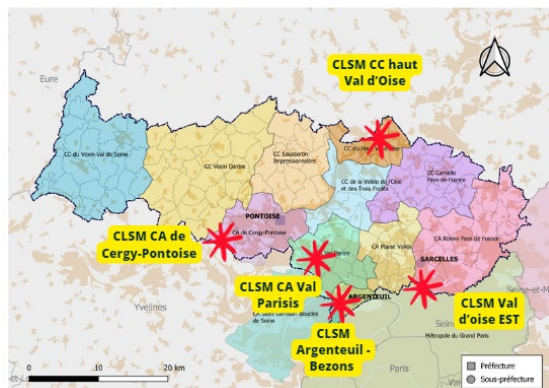 CLSM CC haut
Val d'Oise
Eure
CC du Vexin-Val de Seine
CC Vexin Centre
CC Sausseron
Impressionnistes
CC de la Vallée de l'Oise
et des Trois Forêts
CC Carnelle
Pays-de-France
PONTOISE
CA de Cergy-Pontoise
CLSM CA de
Cergy-Pontoise
Val Parisis
CA Plaine Vallée
CA Roissy Pays de France
SARCELLES
CLSM CA Val
Parisis
ARGENTEUIL
CLSM
Argenteuil -
Bezons
CLSM Val
d'oise EST
Yvelines
de Seine
Métropole du Grand Paris
Paris
0 10 20 km
Préfecture
Sous-préfecture